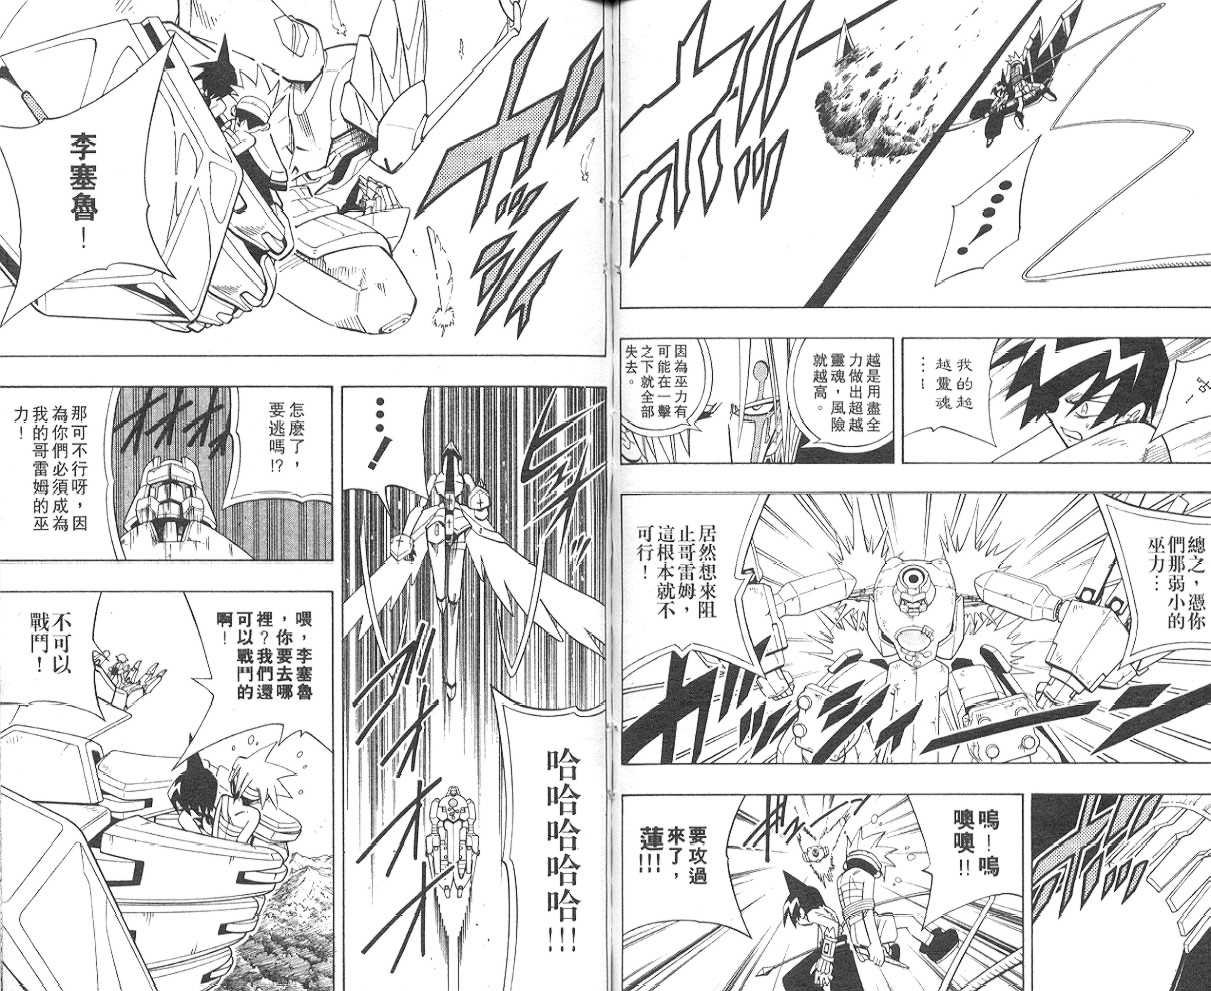 ……！
我的超
越靈魂
…！
越是用盡全
力做出超越
靈魂，風險
就越高。
因為巫力有
可能在一擊
之下就全部
失去。
總之，憑你
們那弱小的
巫力…
居然想來阻
止哥雷姆，
這根本就不
可行！
嗚！嗚
噢噢!!
要攻過
來了，
蓮!!!
李塞魯！
…！
哈哈哈哈哈!!!
怎麼了，
要逃嗎!?
那可不行呀，因
為你們必須成為
我的哥雷姆的巫
力！
喂，李塞魯
，你要去哪
裡？我們還
可以戰鬥的
啊！
不可以
戰鬥！